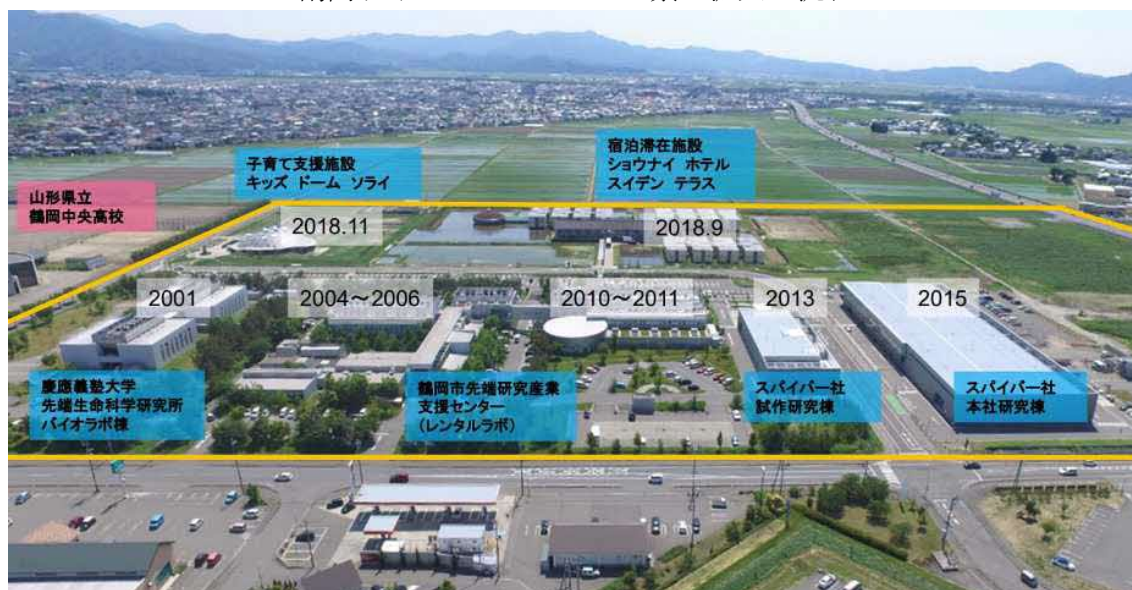 子育て支援施設
キッズ ドーム ソライ
宿泊滞在施設
ショウナイ ホテル
スイデン テラス
山形県立
鶴岡中央高校
2018.11
2018.9
2001
2004～2006
2010～2011
2013
2015
慶應義塾大学
先端生命科学研究所
バイオラボ棟
鶴岡市先端研究産業
支援センター
(レンタルラボ)
スパイバー社
試作研究棟
スパイバー社
本社研究棟